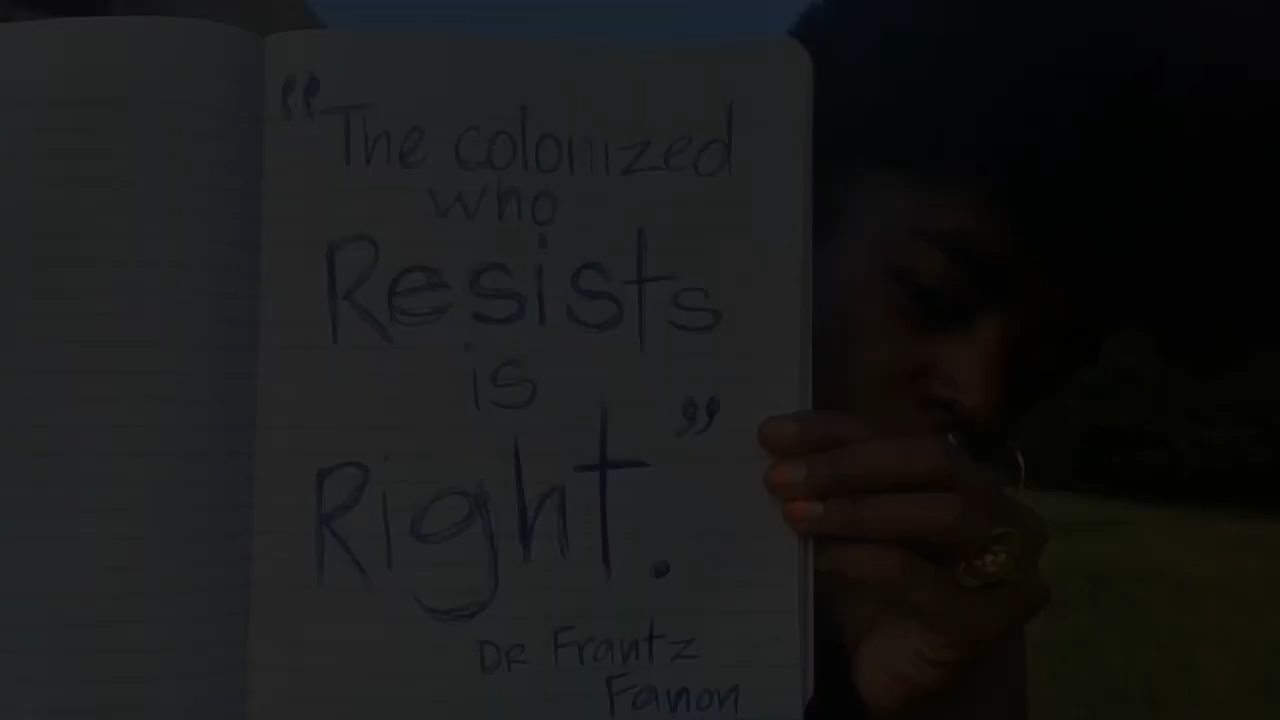 "The colonized
who
Resists
is
Right."
DR Frantz
Fanon